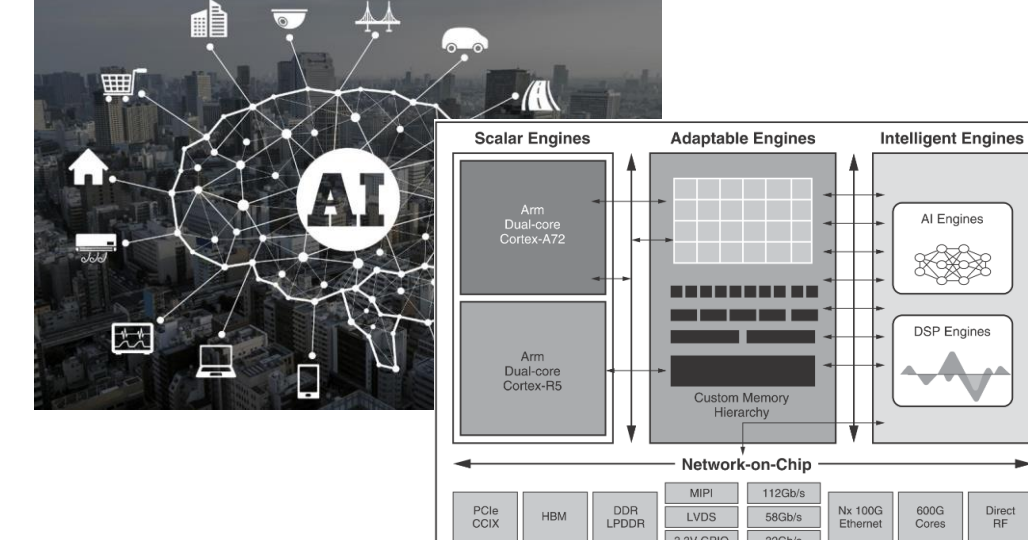 AI
Scalar Engines
Adaptable Engines
Intelligent Engines
Arm
Dual-core
Cortex-A72
AI Engines
Arm
Dual-core
Cortex-R5
DSP Engines
Custom Memory
Hierarchy
Network-on-Chip
PCIe
CCIX
HBM
DDR
LPDDR
MIPI
LVDS
112Gb/s
58Gb/s
Nx 100G
Ethernet
600G
Cores
Direct
RF